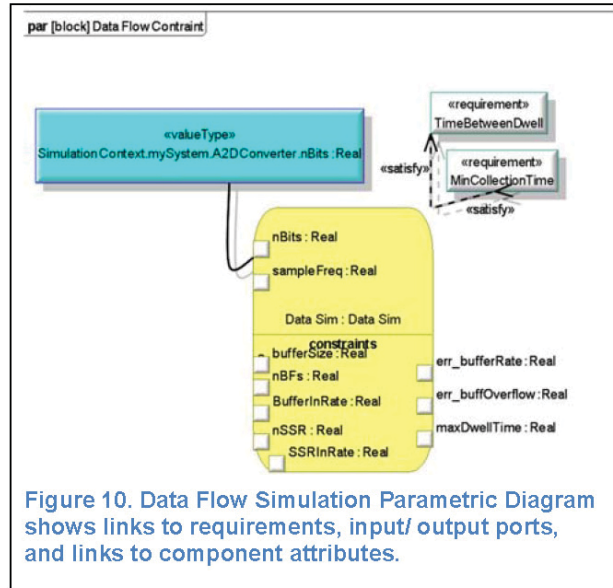 par [block] Data Flow Contraint
«valueType»
SimulationContext.mySystem.A2DConverter.nBits : Real
«requirement»
TimeBetweenDwell
«satisfy»
«requirement»
MinCollectionTime
«satisfy»
nBits : Real
sampleFreq : Real
Data Sim : Data Sim
constraints
bufferSize : Real
nBFs : Real
BufferInRate : Real
nSSR : Real
SSRInRate : Real
err_bufferRate : Real
err_buffOverflow : Real
maxDwellTime : Real
Figure 10. Data Flow Simulation Parametric Diagram
shows links to requirements, input/ output ports,
and links to component attributes.